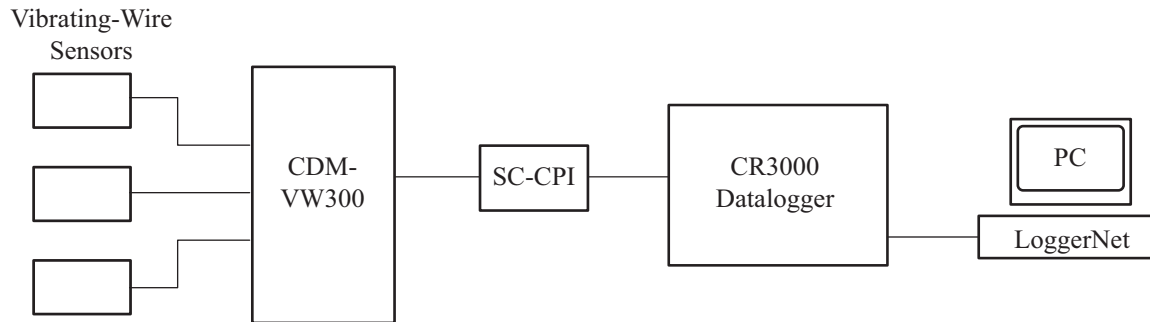 Vibrating-Wire
Sensors
CDM-
VW300
SC-CPI
CR3000
Datalogger
PC
LoggerNet